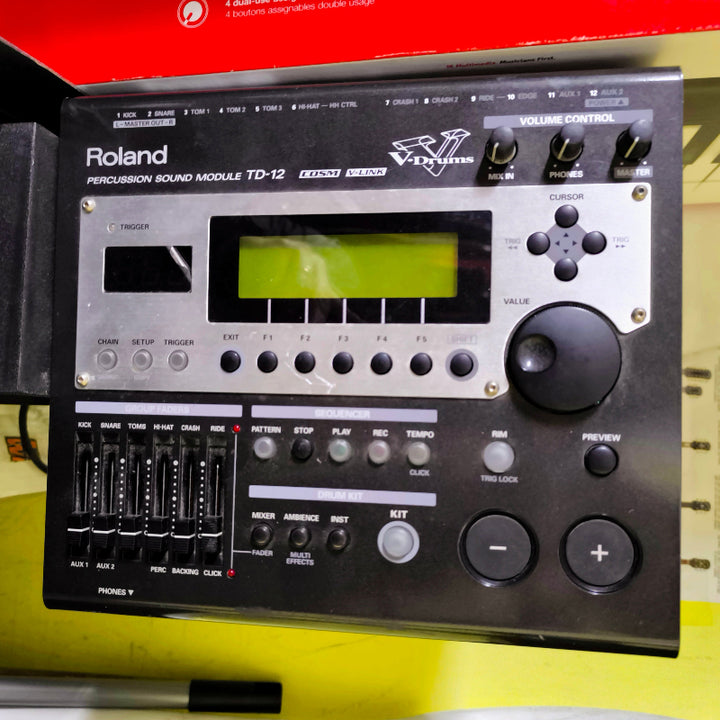 4 boutons assignables double usage
Multimedia. Musicians First.
1 KICK 2 SNARE 3 TOM 1 4 TOM 2 5 TOM 3 6 HI-HAT — HH CTRL 7 CRASH 1 8 CRASH 2 9 RIDE — 10 EDGE 11 AUX 1 12 AUX 2
L–MASTER OUT–R
POWER ▲
VOLUME CONTROL
Roland
V-Drums
PERCUSSION SOUND MODULE TD-12 COSM V-LINK
MIX IN PHONES MASTER
CURSOR
TRIGGER
TRIG TRIG
VALUE
CHAIN SETUP TRIGGER EXIT F1 F2 F3 F4 F5 SHIFT
GROUP FADERS SEQUENCER
KICK SNARE TOMS HI-HAT CRASH RIDE
PATTERN STOP PLAY REC TEMPO
RIM PREVIEW
CLICK
TRIG LOCK
DRUM KIT
MIXER AMBIENCE INST KIT
FADER
MULTI
EFFECTS
− +
AUX 1 AUX 2 PERC BACKING CLICK
PHONES ▼